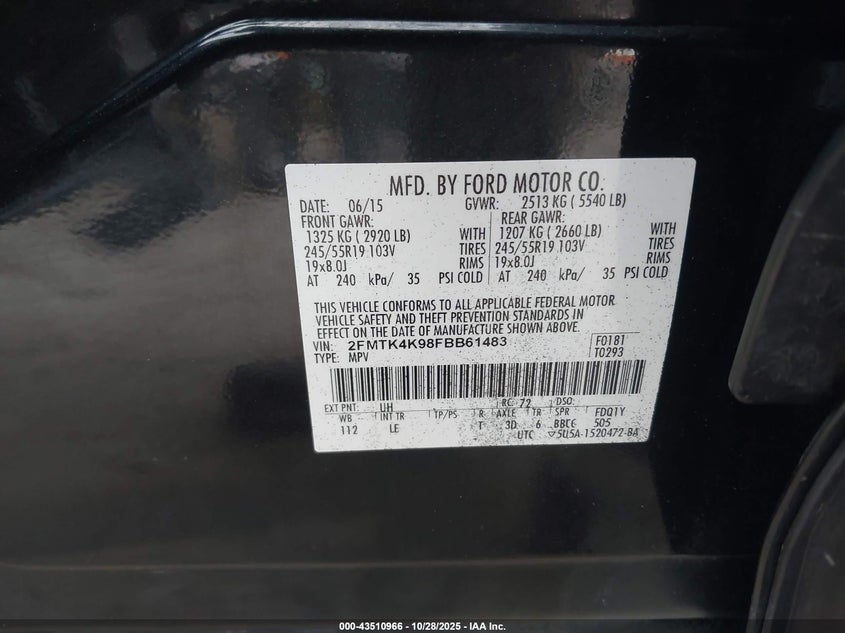 MFD. BY FORD MOTOR CO.
DATE: 06/15 GVWR: 2513 KG ( 5540 LB)
FRONT GAWR: REAR GAWR:
1325 KG ( 2920 LB) WITH 1207 KG ( 2660 LB) WITH
245/55R19 103V TIRES 245/55R19 103V TIRES
19x8.0J RIMS 19x8.0J RIMS
AT 240 kPa/ 35 PSI COLD AT 240 kPa/ 35 PSI COLD
THIS VEHICLE CONFORMS TO ALL APPLICABLE FEDERAL MOTOR
VEHICLE SAFETY AND THEFT PREVENTION STANDARDS IN
EFFECT ON THE DATE OF MANUFACTURE SHOWN ABOVE.
VIN: 2FMTK4K98FBB61483 F0181
TYPE: MPV T0293
EXT PNT: UH RC: 72 DSO:
WB INT TR TP/PS R AXLE TR SPR FDQTY
112 LE T 3D 6 BBCC 505
UTC ▽5U5A-1520472-BA
000-43510966 - 10/28/2025 - IAA Inc.